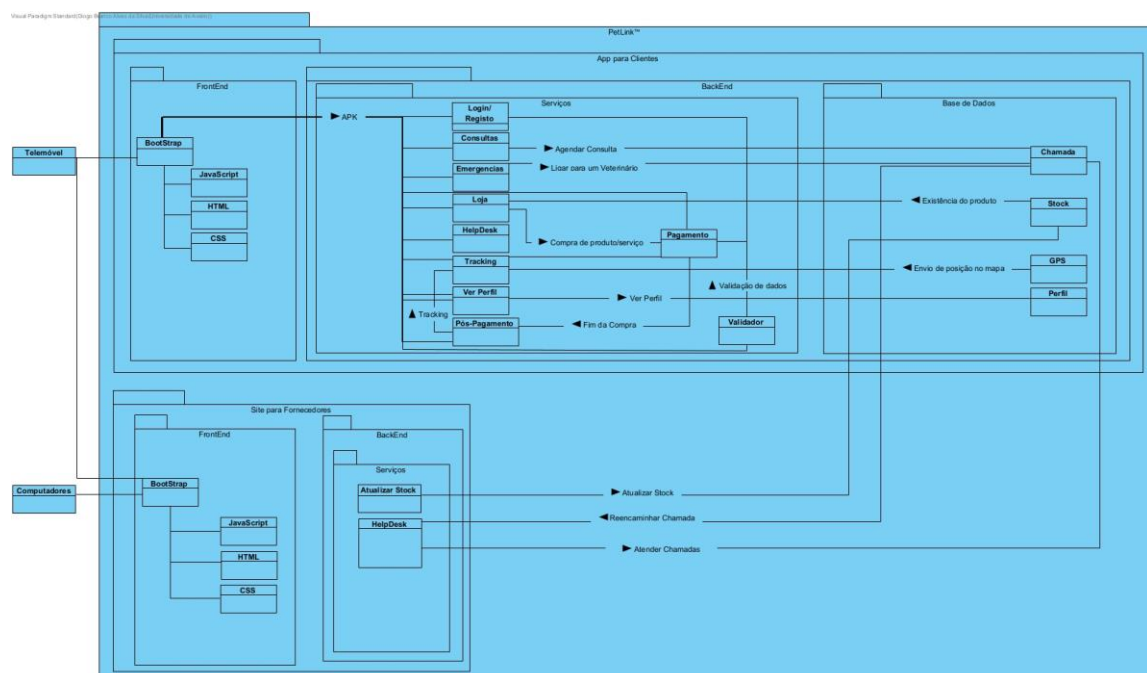 PetLink™
App para Clientes
FrontEnd
BackEnd
Serviços
Base de Dados
APK
Login/
Registo
BootStrap
Consultas
Agendar Consulta
Telemóvel
Chamada
Emergencias
Ligar para um Veterinário
JavaScript
Loja
Existência do produto
Stock
HTML
HelpDesk
Pagamento
Compra de produto/serviço
CSS
Tracking
Envio de posição no mapa
GPS
Validação de dados
Ver Perfil
Ver Perfil
Perfil
Tracking
Pós-Pagamento
Fim da Compra
Validador
Site para Fornecedores
FrontEnd
BackEnd
Serviços
BootStrap
Computadores
Atualizar Stock
Atualizar Stock
JavaScript
HelpDesk
Reencaminhar Chamada
Atender Chamadas
HTML
CSS